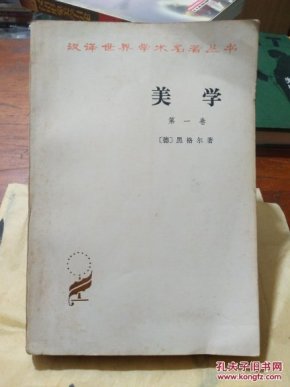 汉译世界学术名著丛书
美学
第一卷
〔德〕黑格尔著
孔夫子旧书网